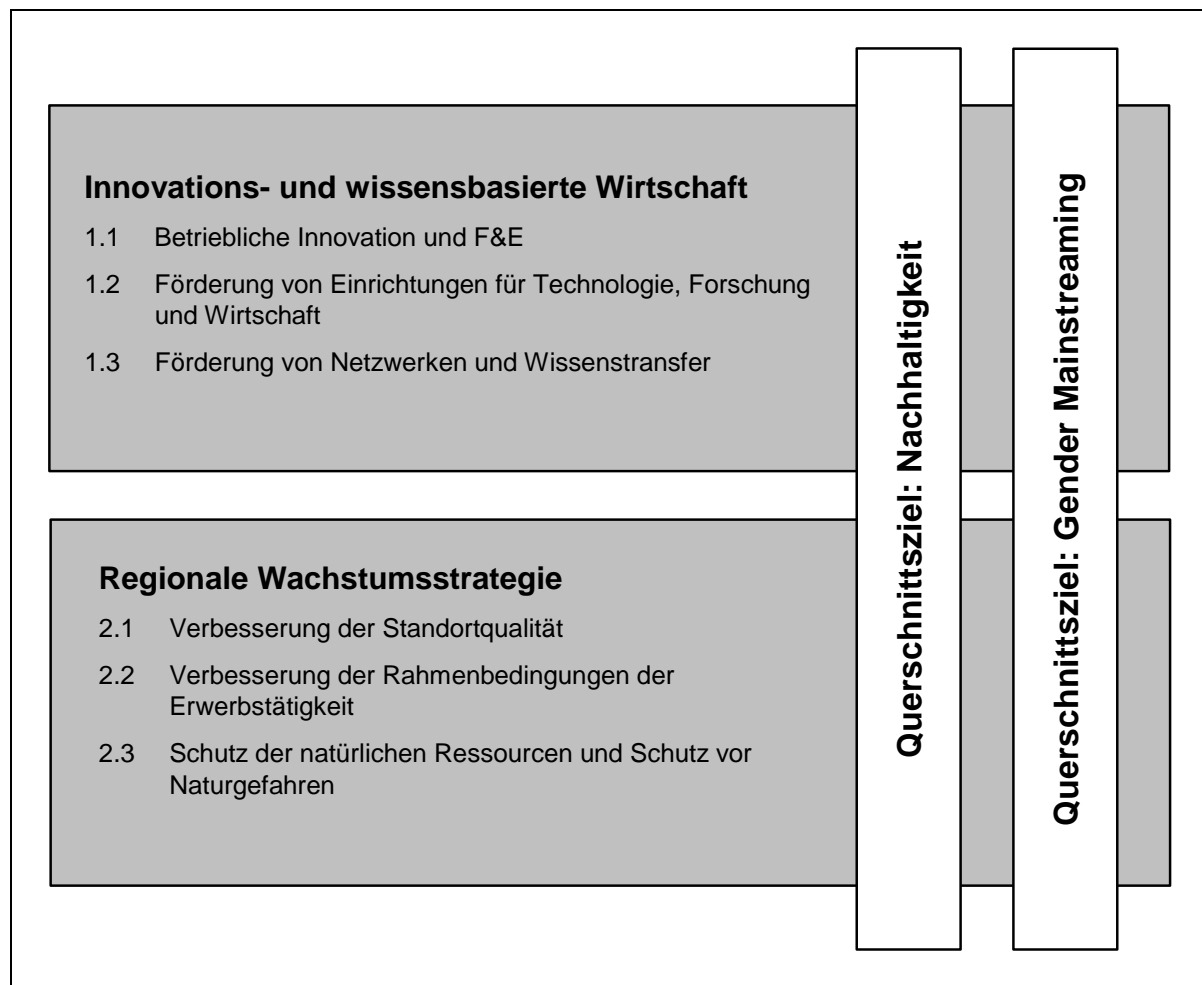 Innovations- und wissensbasierte Wirtschaft
1.1 Betriebliche Innovation und F&E
1.2 Förderung von Einrichtungen für Technologie, Forschung
und Wirtschaft
1.3 Förderung von Netzwerken und Wissenstransfer
Regionale Wachstumsstrategie
2.1 Verbesserung der Standortqualität
2.2 Verbesserung der Rahmenbedingungen der
Erwerbstätigkeit
2.3 Schutz der natürlichen Ressourcen und Schutz vor
Naturgefahren
Querschnittsziel: Nachhaltigkeit
Querschnittsziel: Gender Mainstreaming